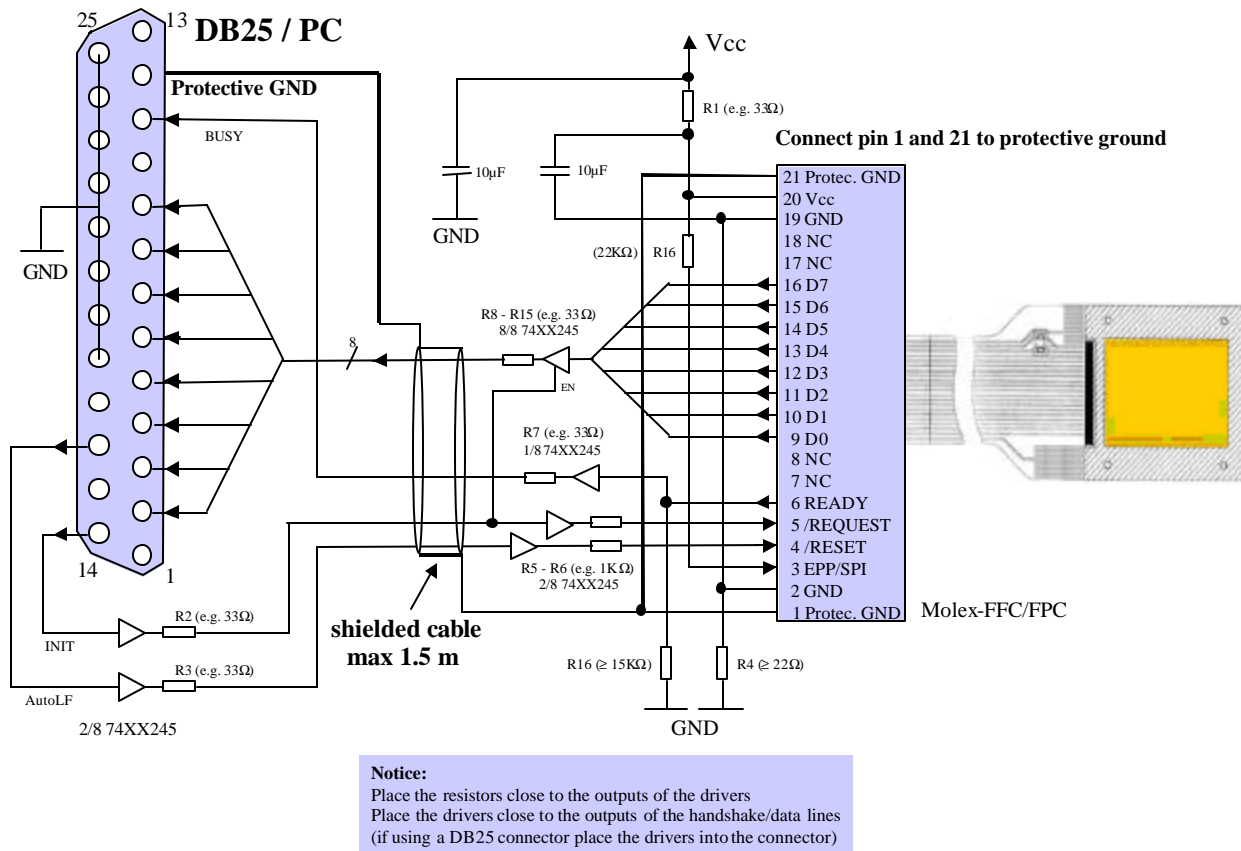 25
13
DB25 / PC
Protective GND
BUSY
GND
14
1
INIT
AutoLF
R2 (e.g. 33Ω)
R3 (e.g. 33Ω)
2/8 74XX245
8
shielded cable
max 1.5 m
Vcc
R1 (e.g. 33Ω)
10µF
10µF
GND
(22KΩ)
R16
R8 - R15 (e.g. 33Ω)
8/8 74XX245
EN
R7 (e.g. 33Ω)
1/8 74XX245
R5 - R6 (e.g. 1KΩ)
2/8 74XX245
R16 (≥ 15KΩ)
R4 (≥ 22Ω)
GND
Connect pin 1 and 21 to protective ground
21 Protec. GND
20 Vcc
19 GND
18 NC
17 NC
16 D7
15 D6
14 D5
13 D4
12 D3
11 D2
10 D1
9 D0
8 NC
7 NC
6 READY
5 /REQUEST
4 /RESET
3 EPP/SPI
2 GND
1 Protec. GND
Molex-FFC/FPC
Notice:
Place the resistors close to the outputs of the drivers
Place the drivers close to the outputs of the handshake/data lines
(if using a DB25 connector place the drivers into the connector)